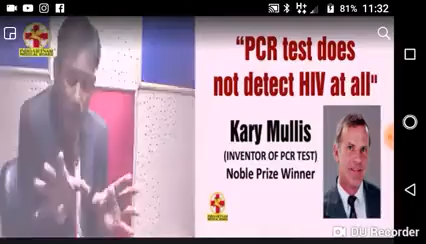 81% 11:32
"PCR test does
not detect HIV at all"
Kary Mullis
(INVENTOR OF PCR TEST)
Noble Prize Winner
DU Recorder